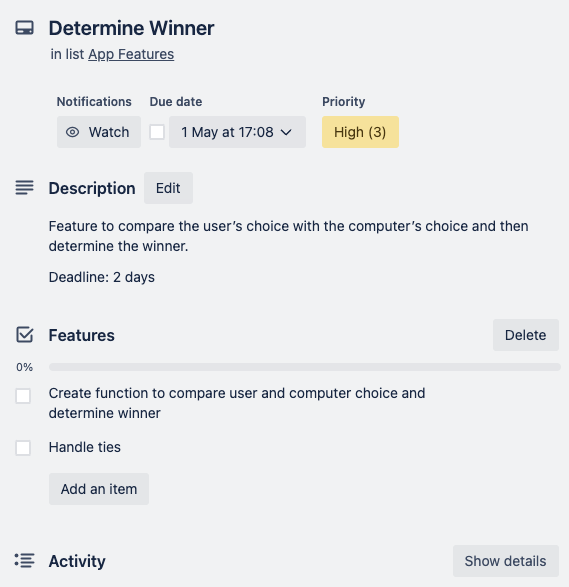 Determine Winner
in list App Features
Notifications Due date Priority
Watch 1 May at 17:08 High (3)
Description Edit
Feature to compare the user’s choice with the computer’s choice and then
determine the winner.
Deadline: 2 days
Features Delete
0%
Create function to compare user and computer choice and
determine winner
Handle ties
Add an item
Activity Show details